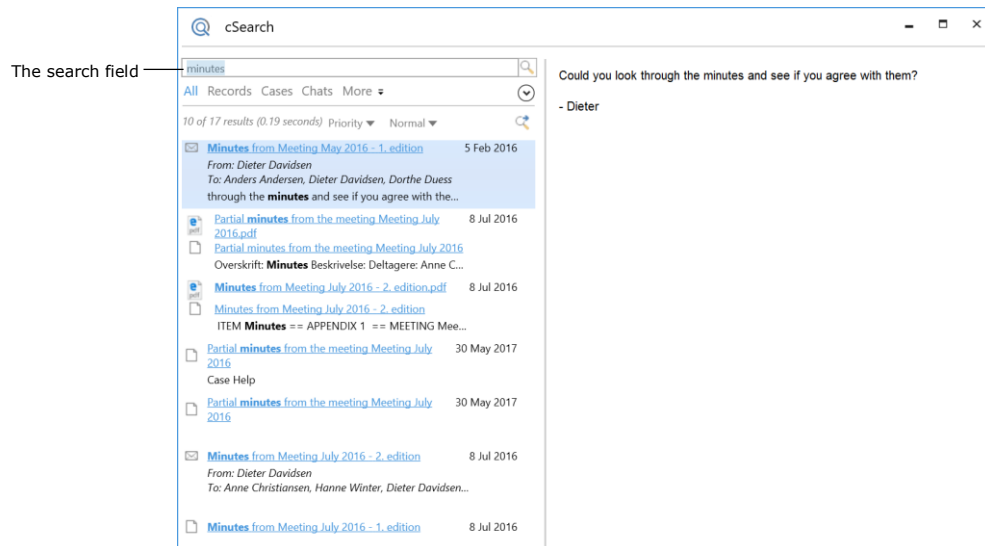 cSearch
The search field
minutes
All Records Cases Chats More
10 of 17 results (0.19 seconds) Priority Normal
Minutes from Meeting May 2016 - 1. edition 5 Feb 2016
From: Dieter Davidsen
To: Anders Andersen, Dieter Davidsen, Dorthe Duess
through the minutes and see if you agree with the...
Partial minutes from the meeting Meeting July 8 Jul 2016
2016.pdf
Partial minutes from the meeting Meeting July 2016
Overskrift: Minutes Beskrivelse: Deltagere: Anne C...
Minutes from Meeting July 2016 - 2. edition.pdf 8 Jul 2016
Minutes from Meeting July 2016 - 2. edition
ITEM Minutes == APPENDIX 1 == MEETING Mee...
Partial minutes from the meeting Meeting July 30 May 2017
2016
Case Help
Partial minutes from the meeting Meeting July 30 May 2017
2016
Minutes from Meeting July 2016 - 2. edition 8 Jul 2016
From: Dieter Davidsen
To: Anne Christiansen, Hanne Winter, Dieter Davidsen...
Minutes from Meeting July 2016 - 1. edition 8 Jul 2016
Could you look through the minutes and see if you agree with them?
- Dieter